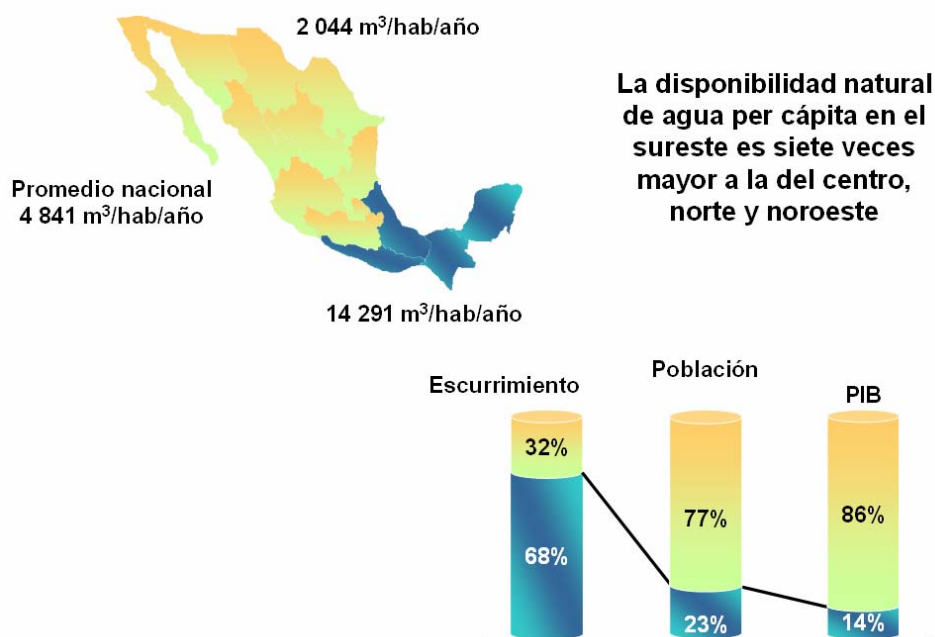 2 044 m³/hab/año
La disponibilidad natural
de agua per cápita en el
sureste es siete veces
mayor a la del centro,
norte y noroeste
Promedio nacional
4 841 m³/hab/año
14 291 m³/hab/año
Escurrimiento
Población
PIB
32%
77%
86%
68%
23%
14%